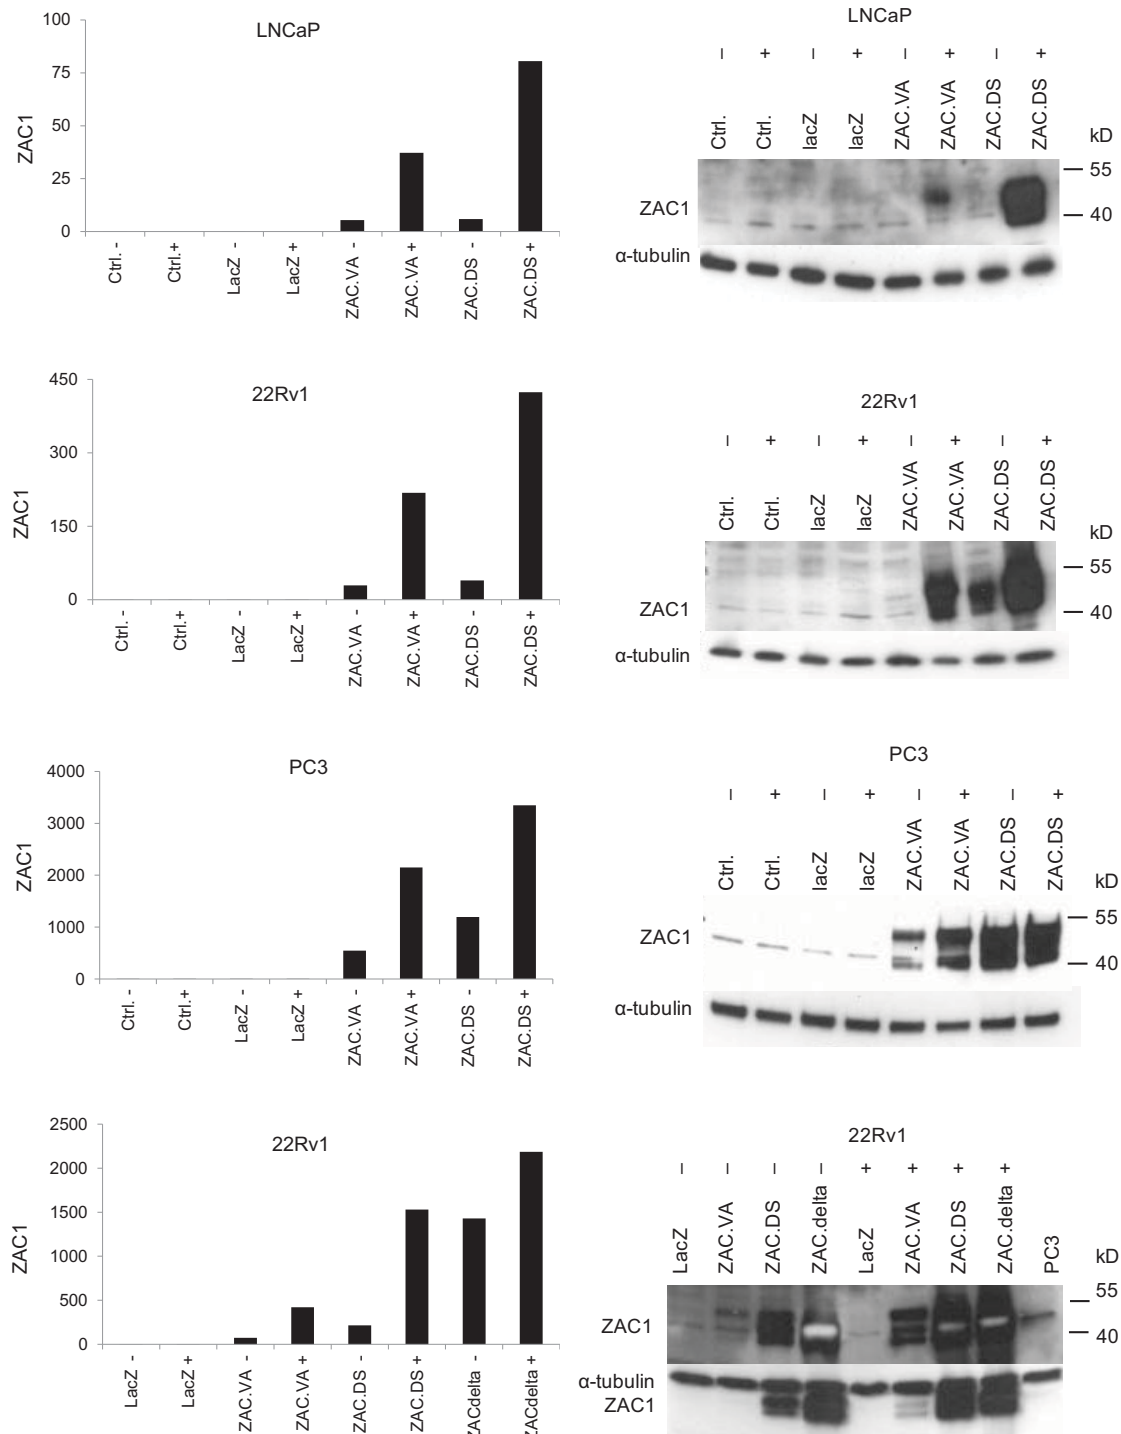 LNCaP
100
75
50
25
0
ZAC1
Ctrl. -
Ctrl.+
LacZ -
LacZ +
ZAC.VA -
ZAC.VA +
ZAC.DS -
ZAC.DS +
LNCaP
– + – + – + – +
Ctrl. Ctrl. lacZ lacZ ZAC.VA ZAC.VA ZAC.DS ZAC.DS
kD
55
40
ZAC1
α-tubulin
22Rv1
450
300
150
0
ZAC1
Ctrl. -
Ctrl.+
LacZ -
LacZ +
ZAC.VA -
ZAC.VA +
ZAC.DS -
ZAC.DS +
22Rv1
– + – + – + – +
Ctrl. Ctrl. lacZ lacZ ZAC.VA ZAC.VA ZAC.DS ZAC.DS
kD
55
40
ZAC1
α-tubulin
PC3
4000
3000
2000
1000
0
ZAC1
Ctrl. -
Ctrl.+
LacZ -
LacZ +
ZAC.VA -
ZAC.VA +
ZAC.DS -
ZAC.DS +
PC3
– + – + – + – +
Ctrl. Ctrl. lacZ lacZ ZAC.VA ZAC.VA ZAC.DS ZAC.DS
kD
55
40
ZAC1
α-tubulin
22Rv1
2500
2000
1500
1000
500
0
ZAC1
LacZ -
LacZ +
ZAC.VA -
ZAC.VA +
ZAC.DS -
ZAC.DS +
ZACdelta -
ZACdelta +
22Rv1
– – – – + + + +
LacZ ZAC.VA ZAC.DS ZAC.delta LacZ ZAC.VA ZAC.DS ZAC.delta PC3
kD
55
40
ZAC1
α-tubulin
ZAC1